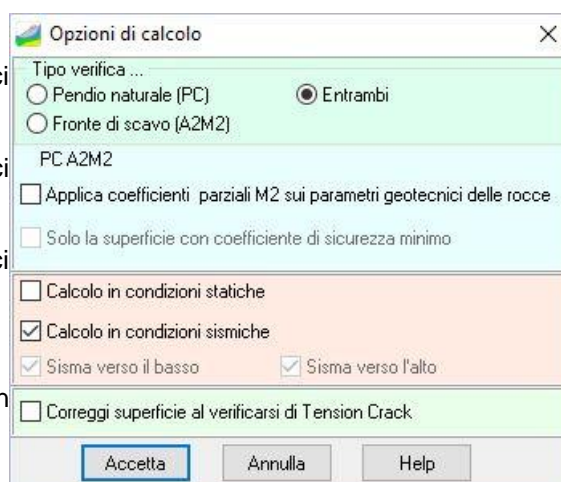 Opzioni di calcolo
Tipo verifica ...
Pendio naturale (PC) Entrambi
Fronte di scavo (A2M2)
PC A2M2
Applica coefficienti parziali M2 sui parametri geotecnici delle rocce
Solo la superficie con coefficiente di sicurezza minimo
Calcolo in condizioni statiche
Calcolo in condizioni sismiche
Sisma verso il basso Sisma verso l'alto
Correggi superficie al verificarsi di Tension Crack
Accetta Annulla Help